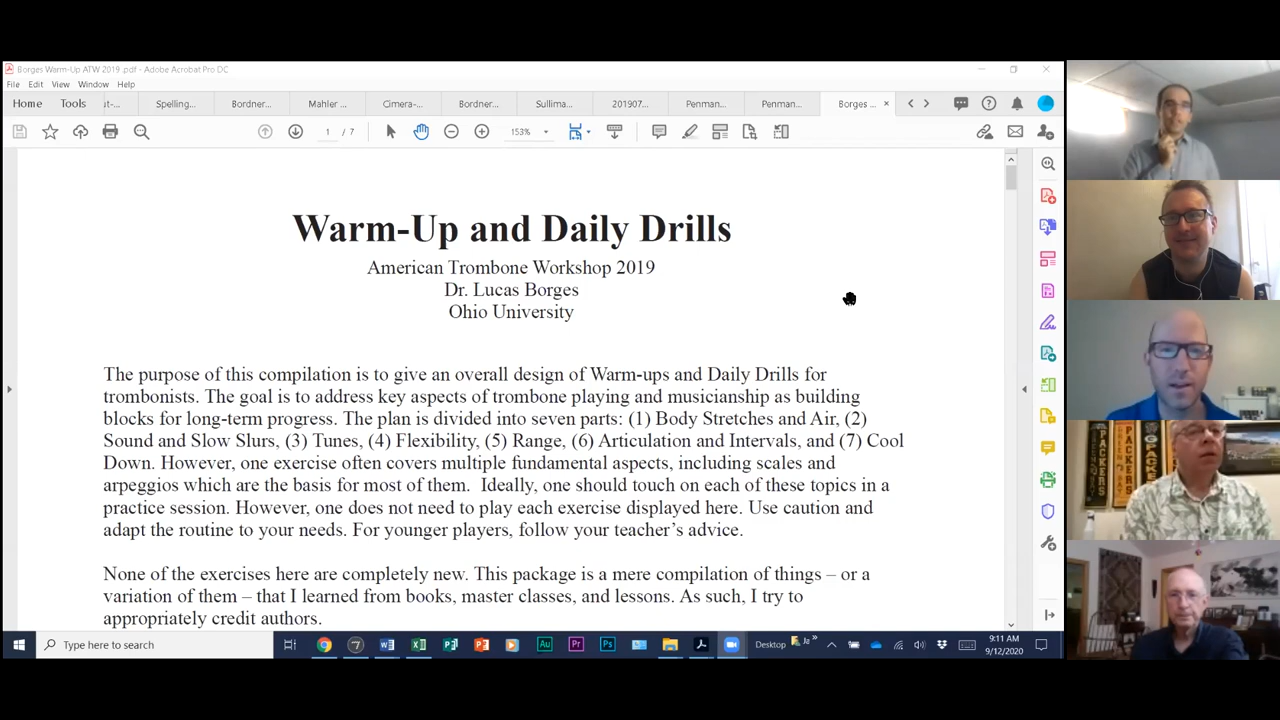 Borges Warm-Up ATW 2019 .pdf - Adobe Acrobat Pro DC
File Edit View Window Help
Home Tools ut-... Spelling... Bordner... Mahler ... Cimera-... Bordner... Sullima... 201907... Penman... Penman... Borges ... ×
1 / 7 153%
Warm-Up and Daily Drills
American Trombone Workshop 2019
Dr. Lucas Borges
Ohio University
The purpose of this compilation is to give an overall design of Warm-ups and Daily Drills for
trombonists. The goal is to address key aspects of trombone playing and musicianship as building
blocks for long-term progress. The plan is divided into seven parts: (1) Body Stretches and Air, (2)
Sound and Slow Slurs, (3) Tunes, (4) Flexibility, (5) Range, (6) Articulation and Intervals, and (7) Cool
Down. However, one exercise often covers multiple fundamental aspects, including scales and
arpeggios which are the basis for most of them. Ideally, one should touch on each of these topics in a
practice session. However, one does not need to play each exercise displayed here. Use caution and
adapt the routine to your needs. For younger players, follow your teacher's advice.
None of the exercises here are completely new. This package is a mere compilation of things – or a
variation of them – that I learned from books, master classes, and lessons. As such, I try to
appropriately credit authors.
PACKERS
PACKERS
Type here to search
Au Pr Ps
Desktop
Ja
9:11 AM
9/12/2020